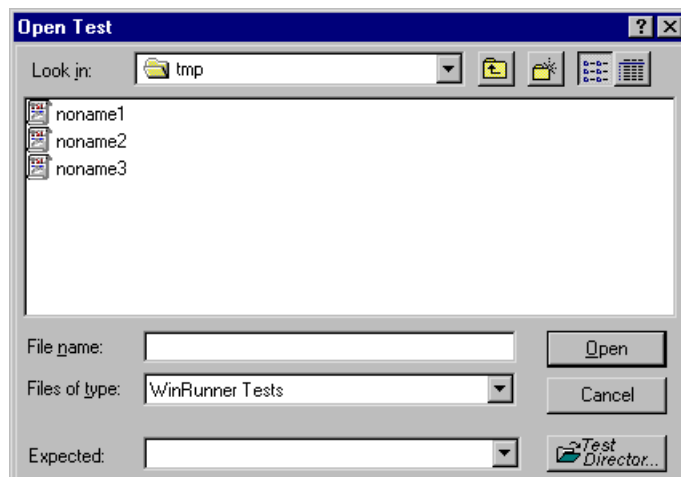 Open Test
Look in: tmp
noname1
noname2
noname3
File name:
Open
Files of type: WinRunner Tests
Cancel
Expected:
Test Director...